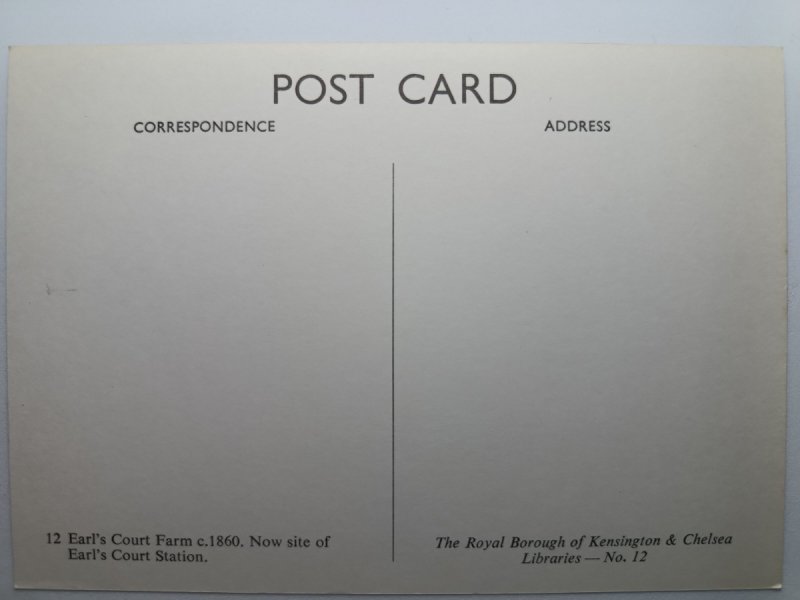 POST CARD
CORRESPONDENCE
ADDRESS
12 Earl's Court Farm c.1860. Now site of
Earl's Court Station.
The Royal Borough of Kensington & Chelsea
Libraries — No. 12